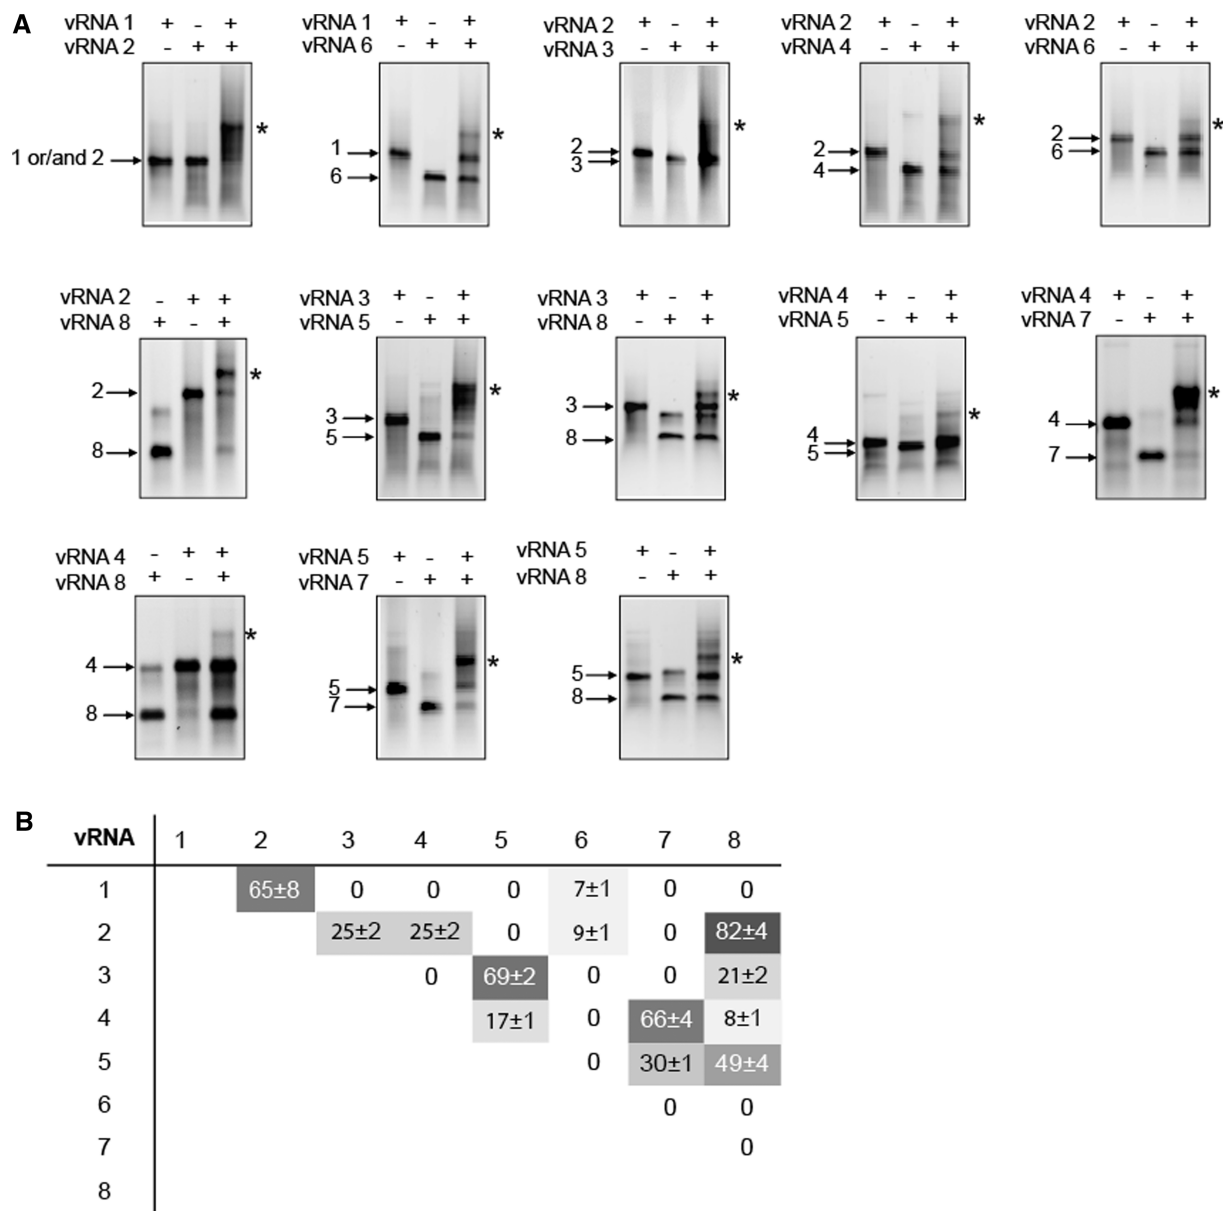 A
vRNA 1 + - +
vRNA 2 - + +
1 or/and 2
*
vRNA 1 + - +
vRNA 6 - + +
1
6
*
vRNA 2 + - +
vRNA 3 - + +
2
3
*
vRNA 2 + - +
vRNA 4 - + +
2
4
*
vRNA 2 + - +
vRNA 6 - + +
2
6
*
vRNA 2 - + +
vRNA 8 + - +
2
8
*
vRNA 3 + - +
vRNA 5 - + +
3
5
*
vRNA 3 + - +
vRNA 8 - + +
3
8
*
vRNA 4 + - +
vRNA 5 - + +
4
5
*
vRNA 4 + - +
vRNA 7 - + +
4
7
*
vRNA 4 - + +
vRNA 8 + - +
4
8
*
vRNA 5 + - +
vRNA 7 - + +
5
7
*
vRNA 5 + - +
vRNA 8 - + +
5
8
*
B
vRNA 1 2 3 4 5 6 7 8
1 65±8 0 0 0 7±1 0 0
2 25±2 25±2 0 9±1 0 82±4
3 0 69±2 0 0 21±2
4 17±1 0 66±4 8±1
5 0 30±1 49±4
6 0 0
7 0
8